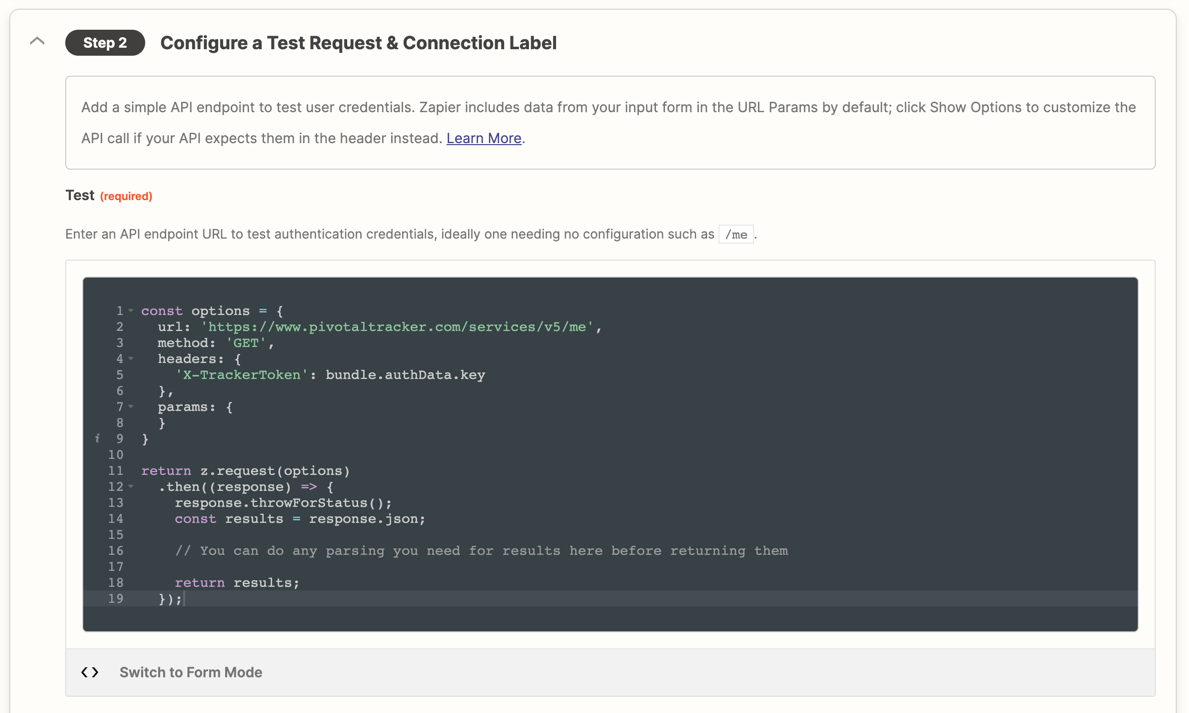 Step 2 Configure a Test Request & Connection Label
Add a simple API endpoint to test user credentials. Zapier includes data from your input form in the URL Params by default; click Show Options to customize the
API call if your API expects them in the header instead. Learn More.
Test (required)
Enter an API endpoint URL to test authentication credentials, ideally one needing no configuration such as /me.
1 const options = {
2   url: 'https://www.pivotaltracker.com/services/v5/me',
3   method: 'GET',
4   headers: {
5     'X-TrackerToken': bundle.authData.key
6   },
7   params: {
8   }
i 9 }
10
11 return z.request(options)
12   .then((response) => {
13     response.throwForStatus();
14     const results = response.json;
15
16     // You can do any parsing you need for results here before returning them
17
18     return results;
19   });
<> Switch to Form Mode